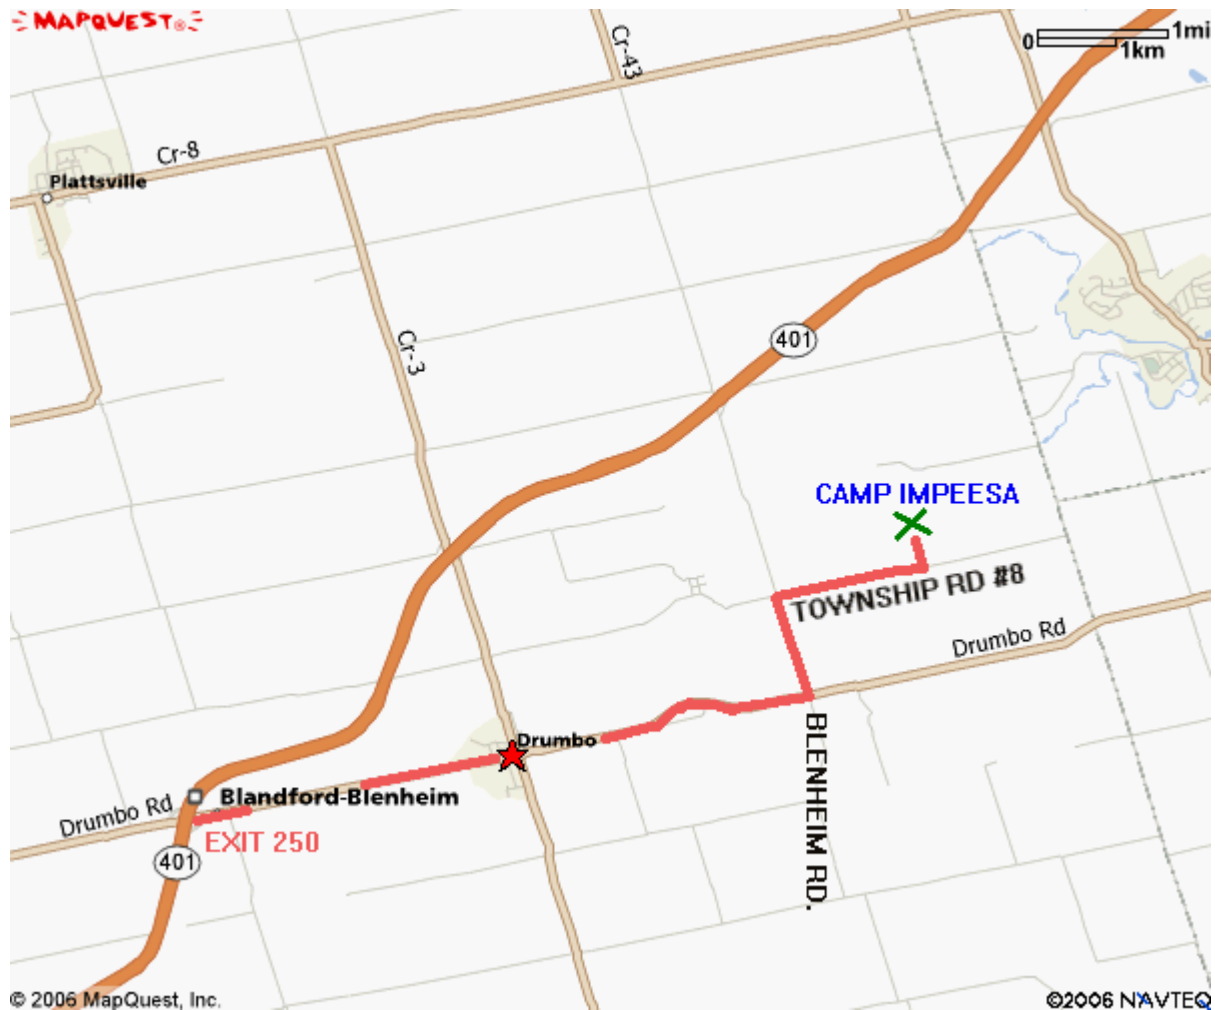 MAPQUEST®
0
1mi
1km
Cr-43
Cr-8
Plattsville
Cr-3
401
CAMP IMPEESA
TOWNSHIP RD #8
Drumbo Rd
Drumbo
BLENHEIM RD.
Blandford-Blenheim
Drumbo Rd
EXIT 250
401
© 2006 MapQuest, Inc.
©2006 NAVTEQ